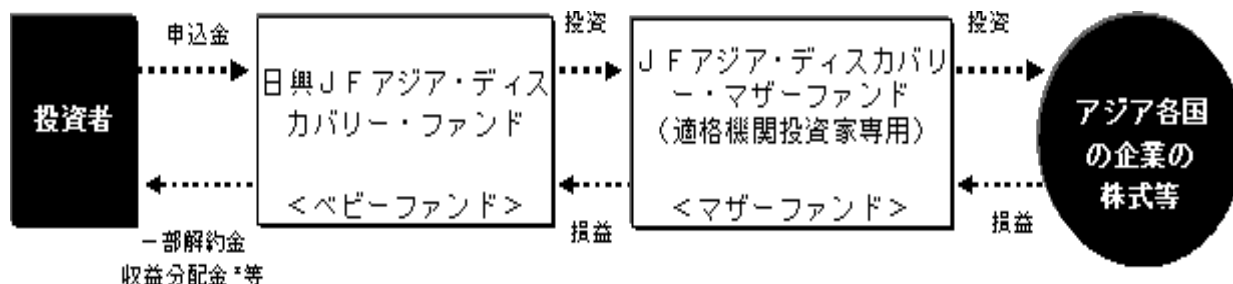 投資者
申込金
一部解約金
収益分配金*等
日興JFアジア・ディス
カバリー・ファンド
<ベビーファンド>
投資
損益
JFアジア・ディスカバリ
ー・マザーファンド
(適格機関投資家専用)
<マザーファンド>
投資
損益
アジア各国
の企業の
株式等